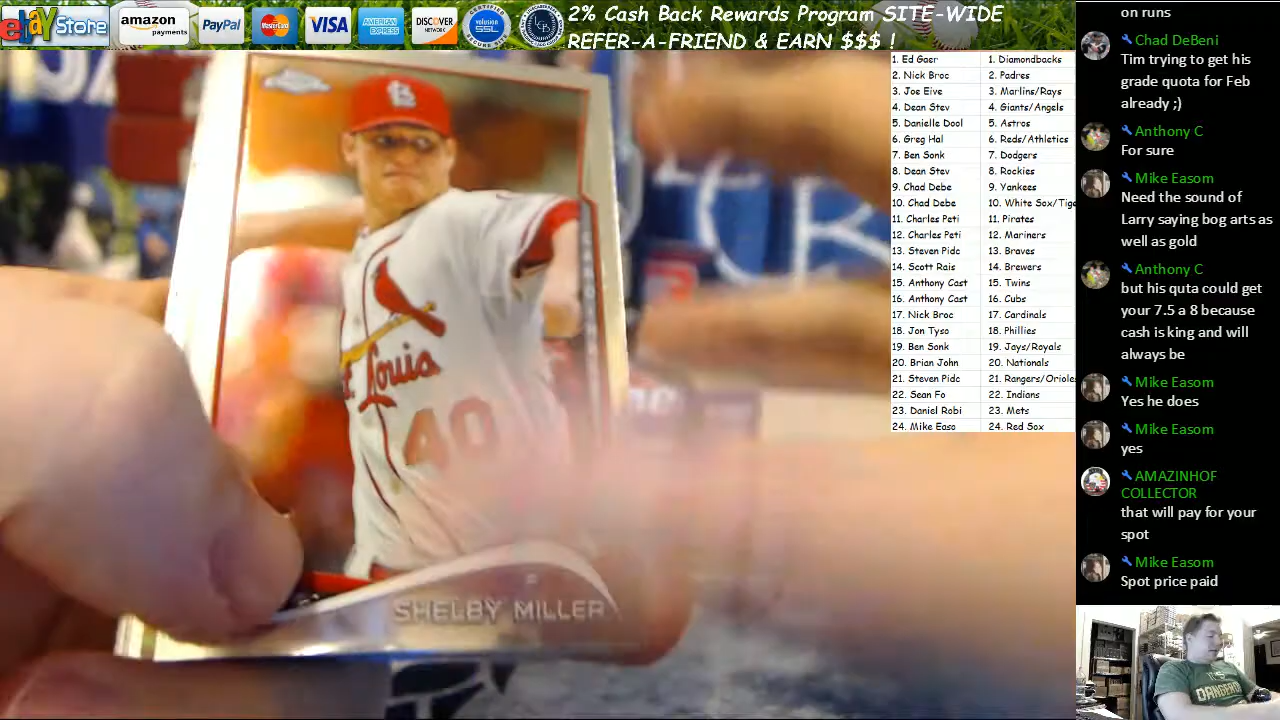 ebay Store
amazon payments
PayPal
MasterCard
VISA
AMERICAN EXPRESS
DISCOVER NETWORK
volusion SSL
2% Cash Back Rewards Program SITE-WIDE
REFER-A-FRIEND & EARN $$$ !
1. Ed Gaer 1. Diamondbacks
2. Nick Broc 2. Padres
3. Joe Eive 3. Marlins/Rays
4. Dean Stev 4. Giants/Angels
5. Danielle Dool 5. Astros
6. Greg Hal 6. Reds/Athletics
7. Ben Sonk 7. Dodgers
8. Dean Stev 8. Rockies
9. Chad Debe 9. Yankees
10. Chad Debe 10. White Sox/Tige
11. Charles Peti 11. Pirates
12. Charles Peti 12. Mariners
13. Steven Pidc 13. Braves
14. Scott Rais 14. Brewers
15. Anthony Cast 15. Twins
16. Anthony Cast 16. Cubs
17. Nick Broc 17. Cardinals
18. Jon Tyso 18. Phillies
19. Ben Sonk 19. Jays/Royals
20. Brian John 20. Nationals
21. Steven Pidc 21. Rangers/Oriole
22. Sean Fo 22. Indians
23. Daniel Robi 23. Mets
24. Mike Easo 24. Red Sox
on runs
Chad DeBeni
Tim trying to get his
grade quota for Feb
already ;)
Anthony C
For sure
Mike Easom
Need the sound of
Larry saying bog arts as
well as gold
Anthony C
but his quta could get
your 7.5 a 8 because
cash is king and will
always be
Mike Easom
Yes he does
Mike Easom
yes
AMAZINHOF
COLLECTOR
that will pay for your
spot
Mike Easom
Spot price paid
St. Louis
40
SHELBY MILLER